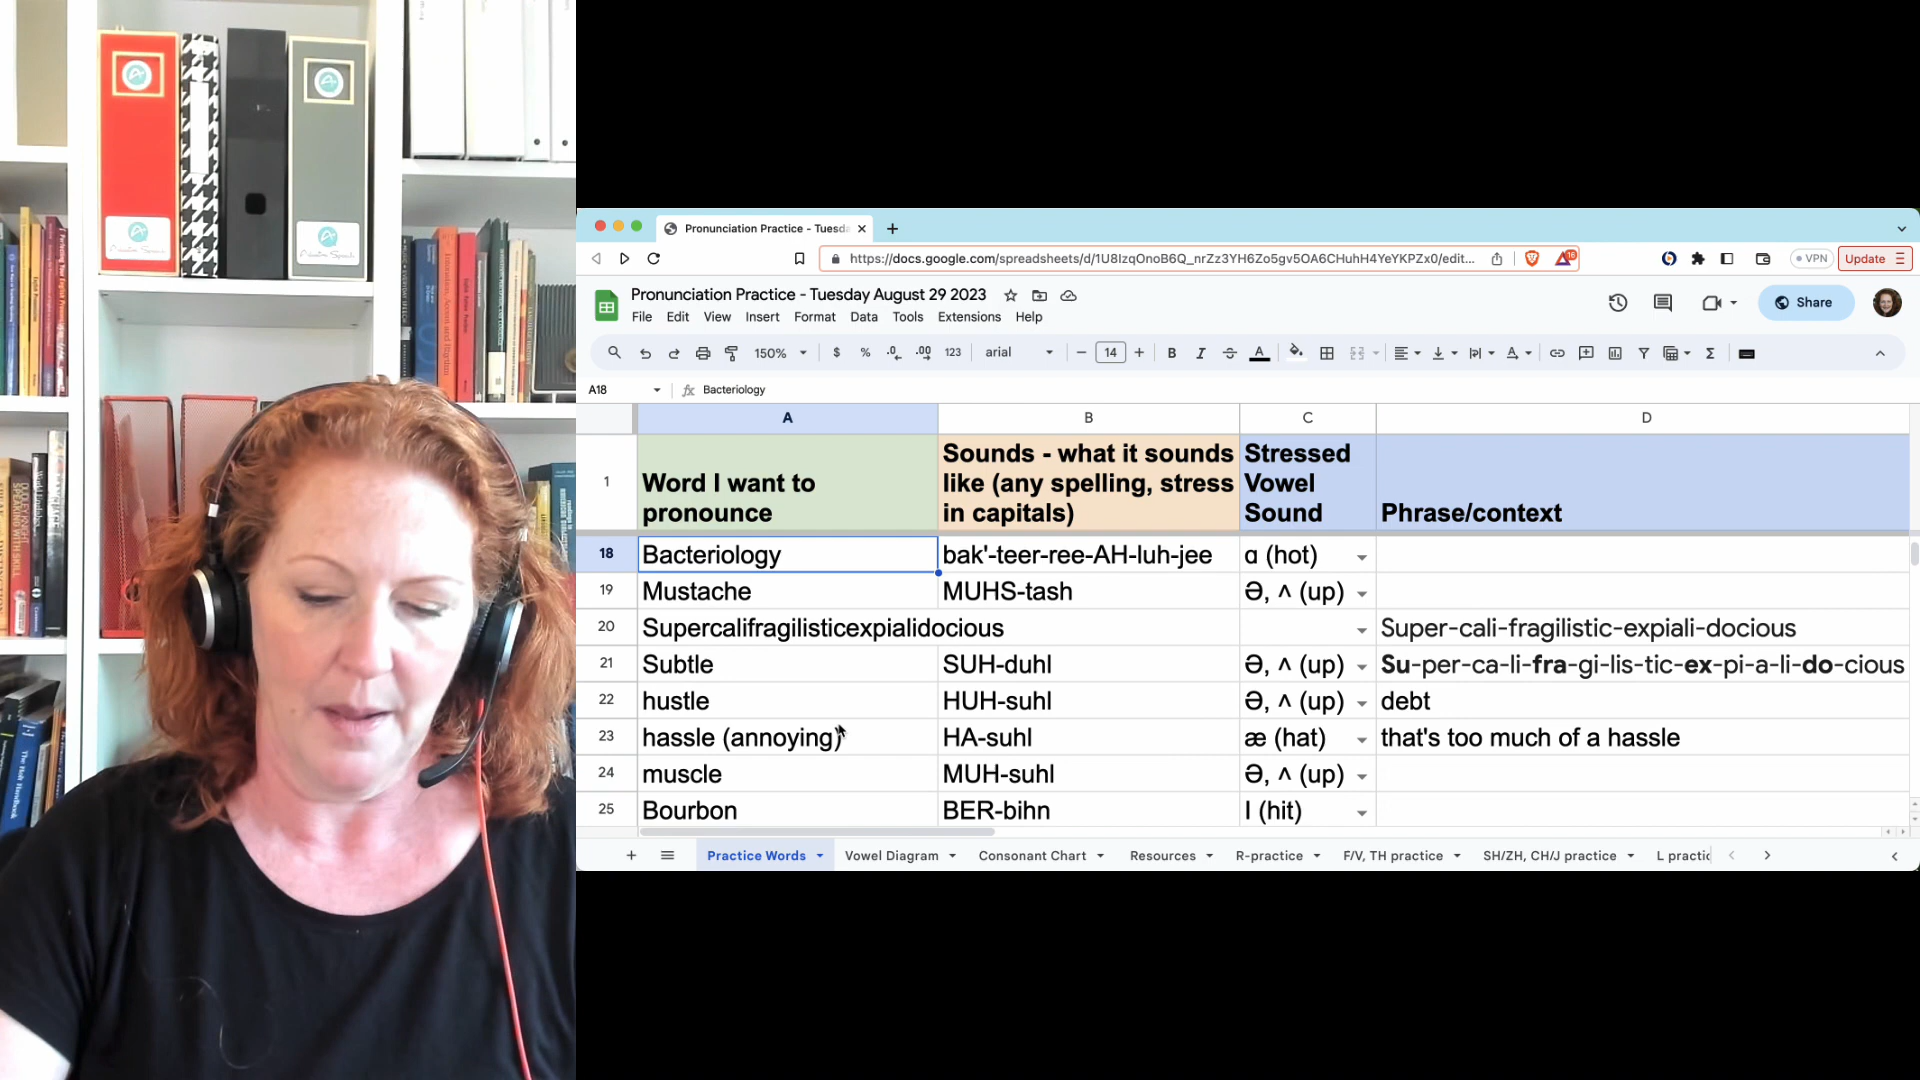 Pronunciation Practice - Tuesd
https://docs.google.com/spreadsheets/d/1U8IzqOnoB6Q_nrZz3YH6Zo5gv5OA6CHuhH4YeYKPZx0/edit...
16
VPN
Update
Pronunciation Practice - Tuesday August 29 2023
File Edit View Insert Format Data Tools Extensions Help
Share
150% $ % .0 .00 123 arial − 14 + B I A Σ
A18 fx Bacteriology
A B C D
1 Word I want to pronounce
Sounds - what it sounds like (any spelling, stress in capitals)
Stressed Vowel Sound
Phrase/context
18 Bacteriology bak'-teer-ree-AH-luh-jee ɑ (hot)
19 Mustache MUHS-tash Ə, ʌ (up)
20 Supercalifragilisticexpialidocious Super-cali-fragilistic-expiali-docious
21 Subtle SUH-duhl Ə, ʌ (up) Su-per-ca-li-fra-gi-lis-tic-ex-pi-a-li-do-cious
22 hustle HUH-suhl Ə, ʌ (up) debt
23 hassle (annoying) HA-suhl æ (hat) that's too much of a hassle
24 muscle MUH-suhl Ə, ʌ (up)
25 Bourbon BER-bihn I (hit)
Practice Words Vowel Diagram Consonant Chart Resources R-practice F/V, TH practice SH/ZH, CH/J practice L practic